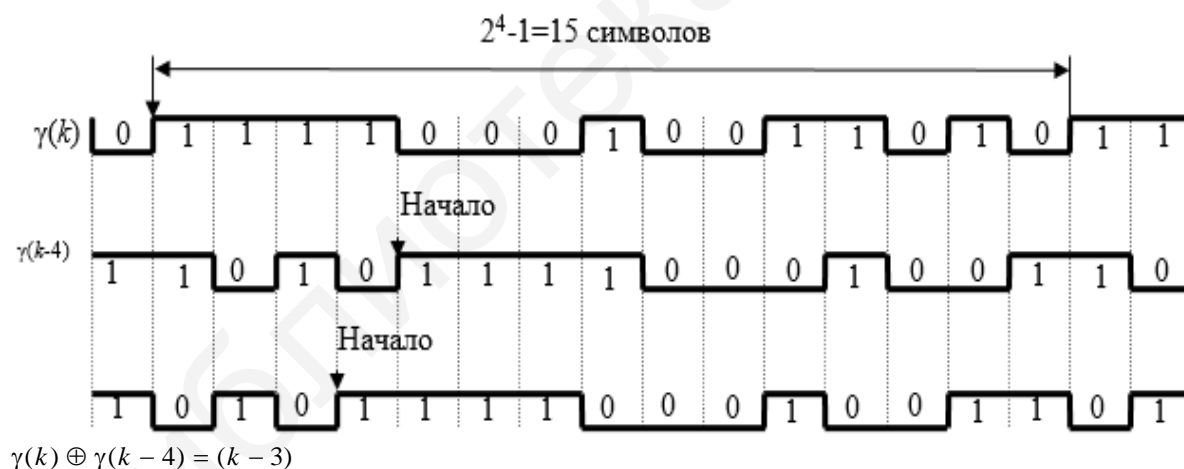 2⁴-1=15 символов
γ(k) 0 1 1 1 1 0 0 0 1 0 0 1 1 0 1 0 1 1
Начало
γ(k-4) 1 1 0 1 0 1 1 1 1 0 0 0 1 0 0 1 1 0
Начало
1 0 1 0 1 1 1 1 0 0 0 1 0 0 1 1 0 1
γ(k) ⊕ γ(k − 4) = (k − 3)